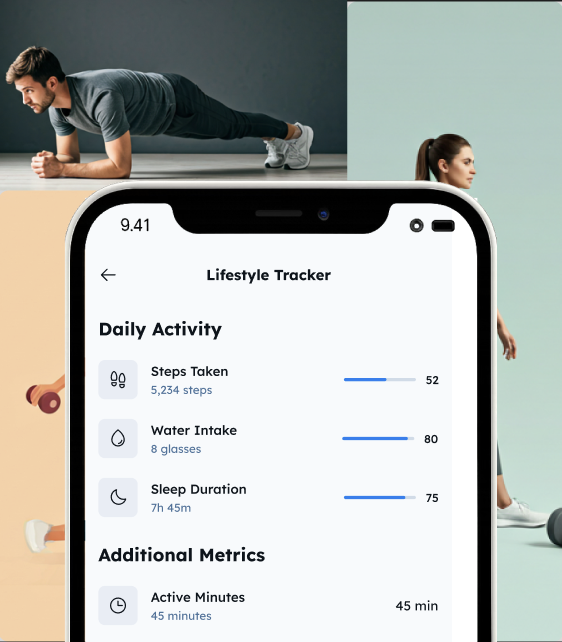 9.41
Lifestyle Tracker
Daily Activity
Steps Taken
5,234 steps
52
Water Intake
8 glasses
80
Sleep Duration
7h 45m
75
Additional Metrics
Active Minutes
45 minutes
45 min